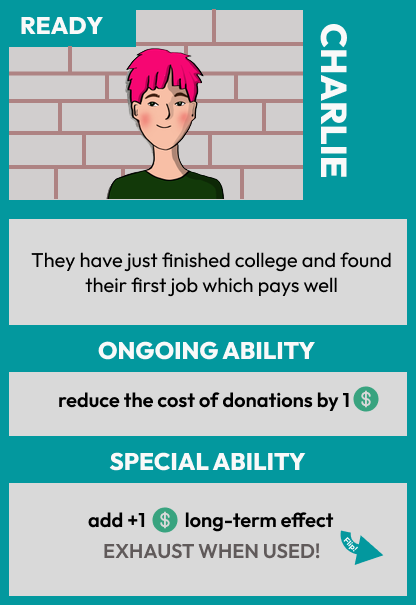 READY
CHARLIE
They have just finished college and found
their first job which pays well
ONGOING ABILITY
reduce the cost of donations by 1 $
SPECIAL ABILITY
add +1 $ long-term effect
EXHAUST WHEN USED!
Flip!